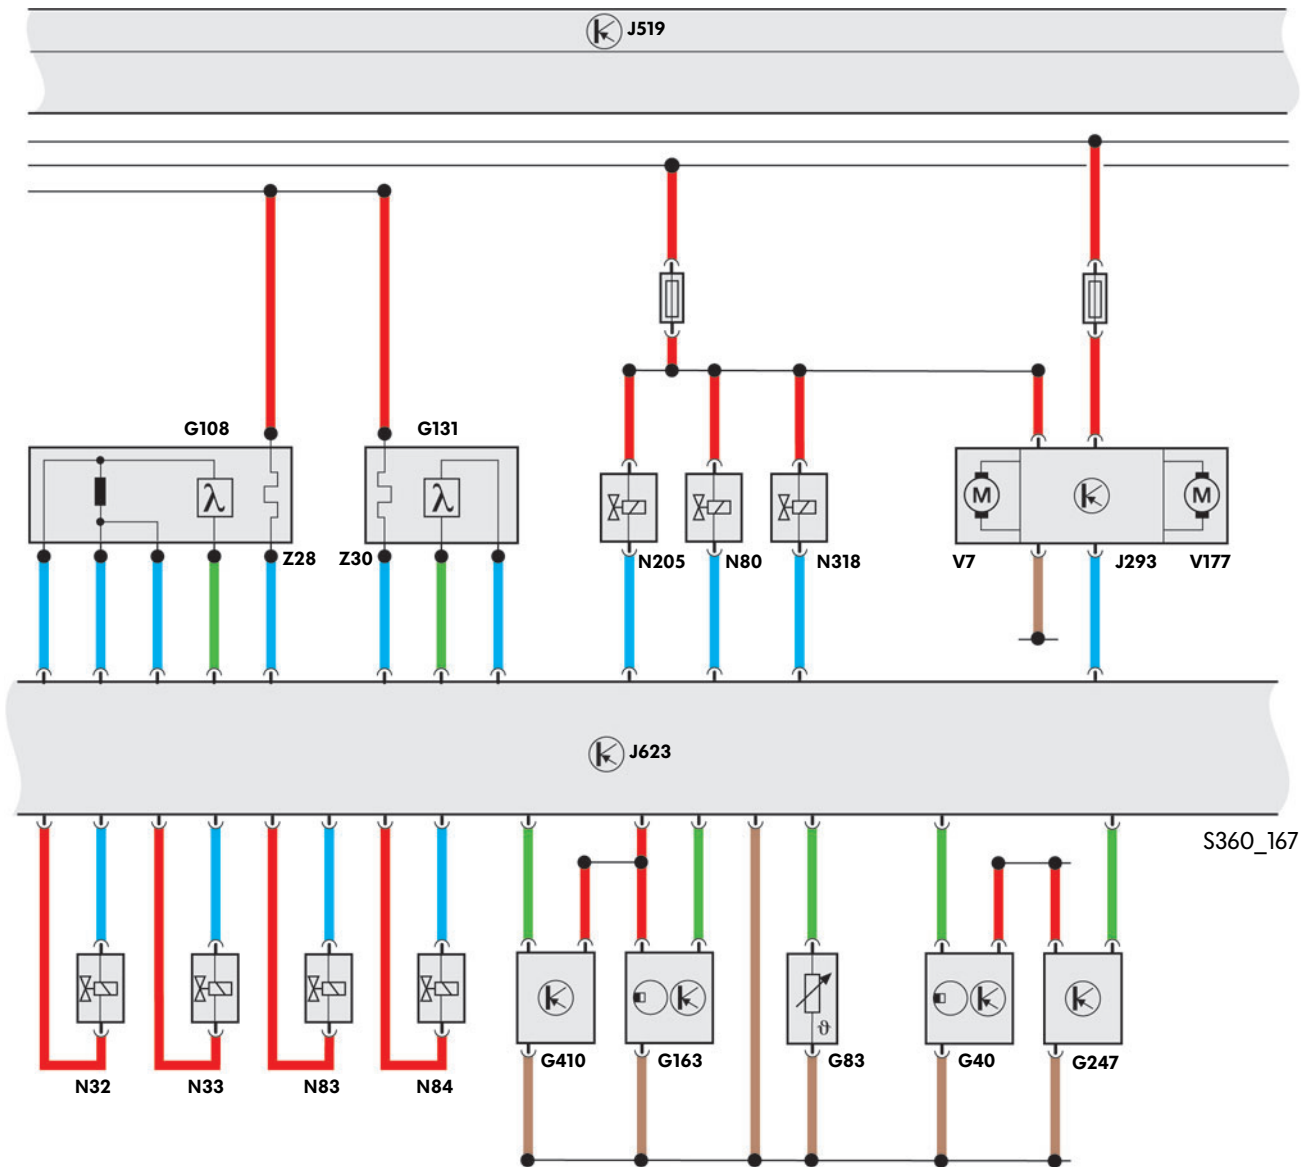 J519
G108
G131
λ
λ
M
M
Z28
Z30
N205
N80
N318
V7
J293
V177
J623
S360_167
ϑ
G410
G163
G83
G40
G247
N32
N33
N83
N84